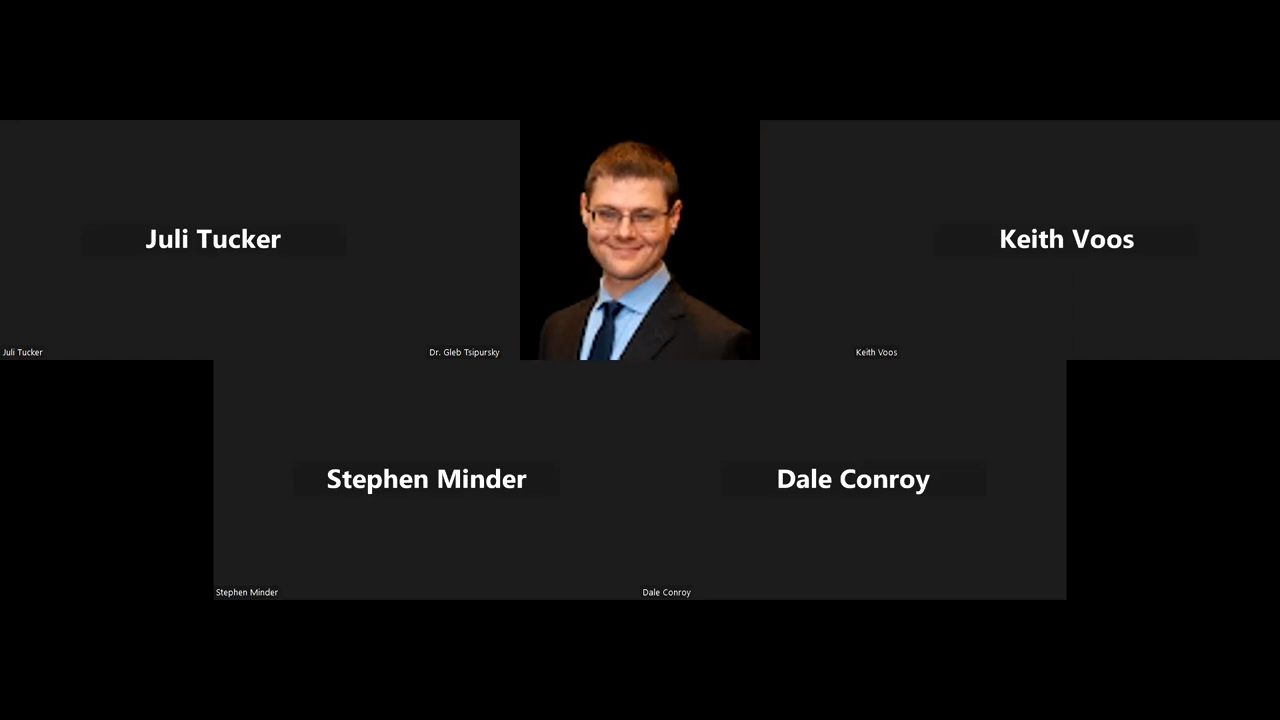 Juli Tucker
Keith Voos
Juli Tucker
Dr. Gleb Tsipursky
Keith Voos
Stephen Minder
Dale Conroy
Stephen Minder
Dale Conroy